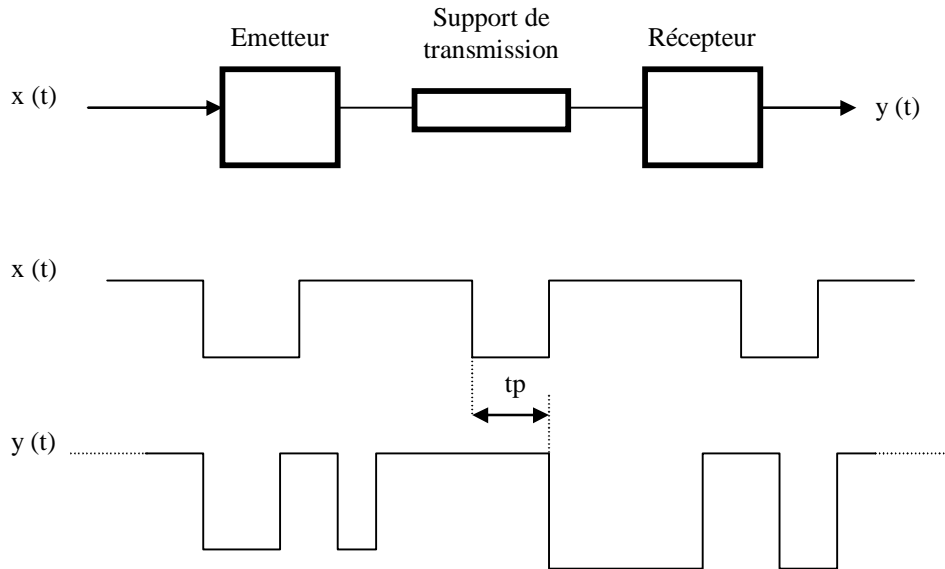 Support de
transmission
Emetteur
Récepteur
x (t)
y (t)
x (t)
tp
y (t)